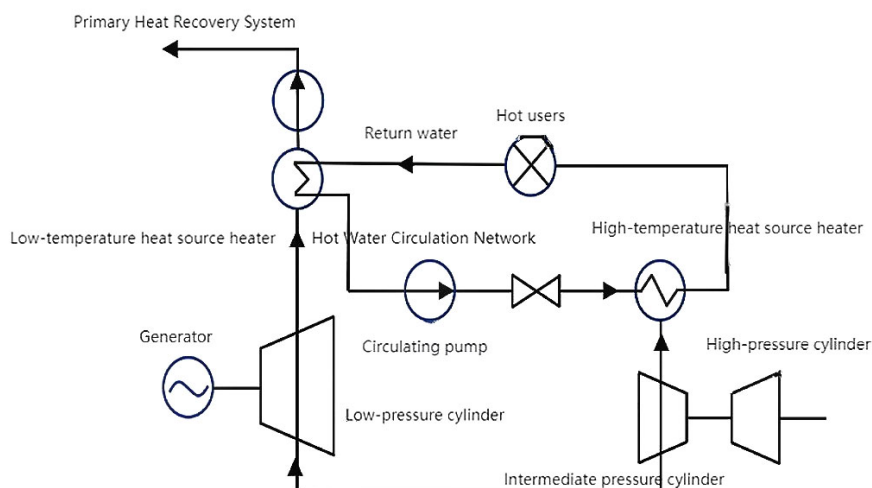 Primary Heat Recovery System
Hot users
Return water
High-temperature heat source heater
Low-temperature heat source heater
Hot Water Circulation Network
Generator
Circulating pump
High-pressure cylinder
Low-pressure cylinder
Intermediate pressure cylinder